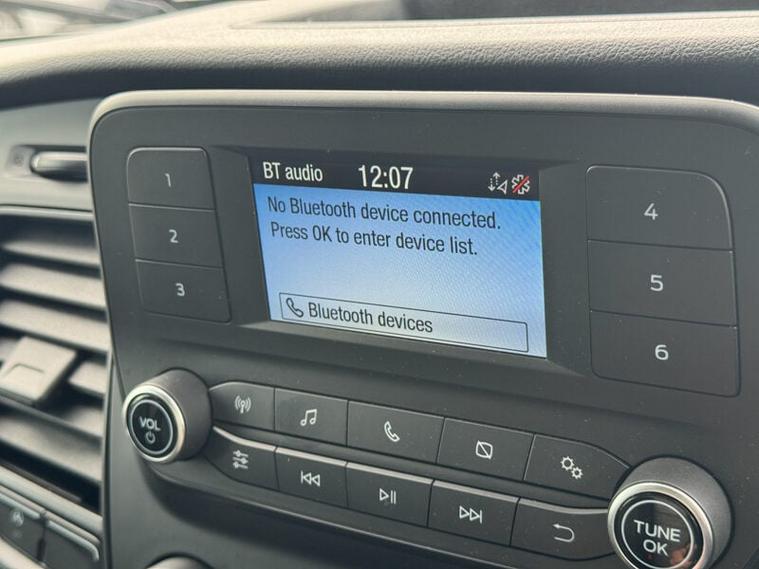 BT audio 12:07
No Bluetooth device connected.
Press OK to enter device list.
Bluetooth devices
1
2
3
4
5
6
VOL
TUNE
OK